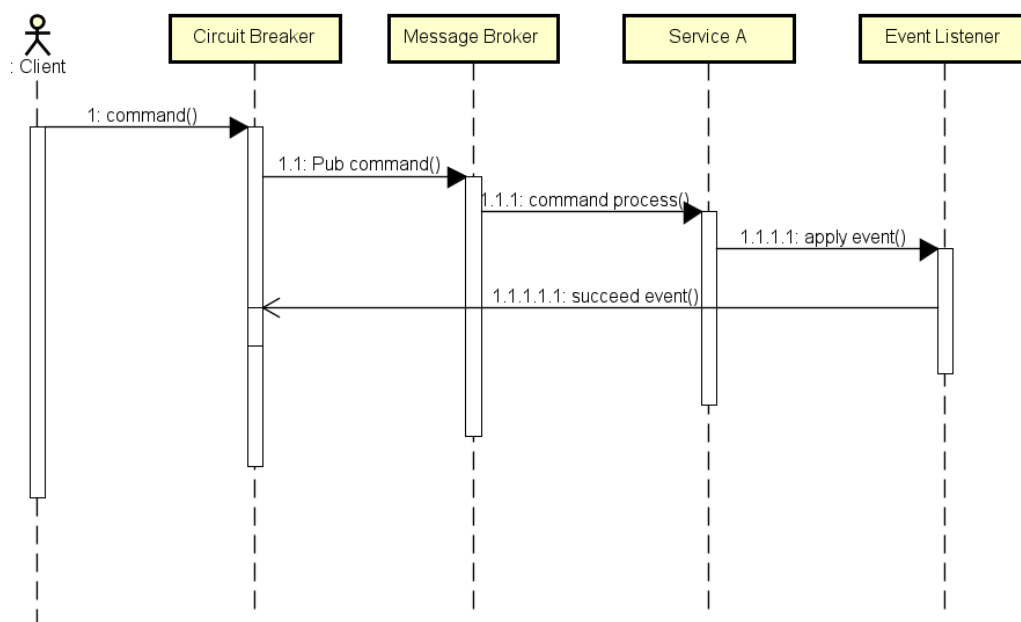 Circuit Breaker
Message Broker
Service A
Event Listener
: Client
1: command()
1.1: Pub command()
1.1.1: command process()
1.1.1.1: apply event()
1.1.1.1.1: succeed event()